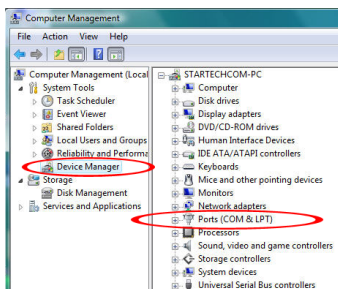 Computer Management
File Action View Help
Computer Management (Local
System Tools
Task Scheduler
Event Viewer
Shared Folders
Local Users and Groups
Reliability and Performa
Device Manager
Storage
Disk Management
Services and Applications
STARTECHCOM-PC
Computer
Disk drives
Display adapters
DVD/CD-ROM drives
Human Interface Devices
IDE ATA/ATAPI controllers
Keyboards
Mice and other pointing devices
Monitors
Network adapters
Ports (COM & LPT)
Processors
Sound, video and game controllers
Storage controllers
System devices
Universal Serial Bus controllers